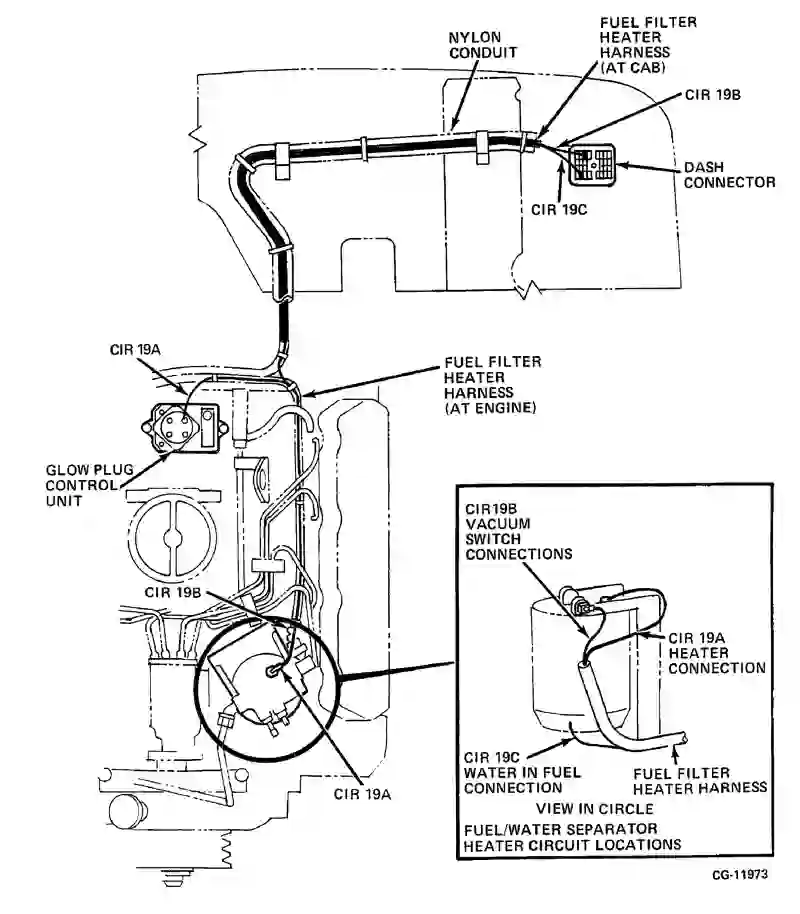 FUEL FILTER
HEATER
HARNESS
(AT CAB)
NYLON
CONDUIT
CIR 19B
DASH
CONNECTOR
CIR 19C
CIR 19A
FUEL FILTER
HEATER
HARNESS
(AT ENGINE)
GLOW PLUG
CONTROL
UNIT
CIR 19B
CIR 19A
CIR19B
VACUUM
SWITCH
CONNECTIONS
CIR 19A
HEATER
CONNECTION
CIR 19C
WATER IN FUEL
CONNECTION
FUEL FILTER
HEATER HARNESS
VIEW IN CIRCLE
FUEL/WATER SEPARATOR
HEATER CIRCUIT LOCATIONS
CG-11973